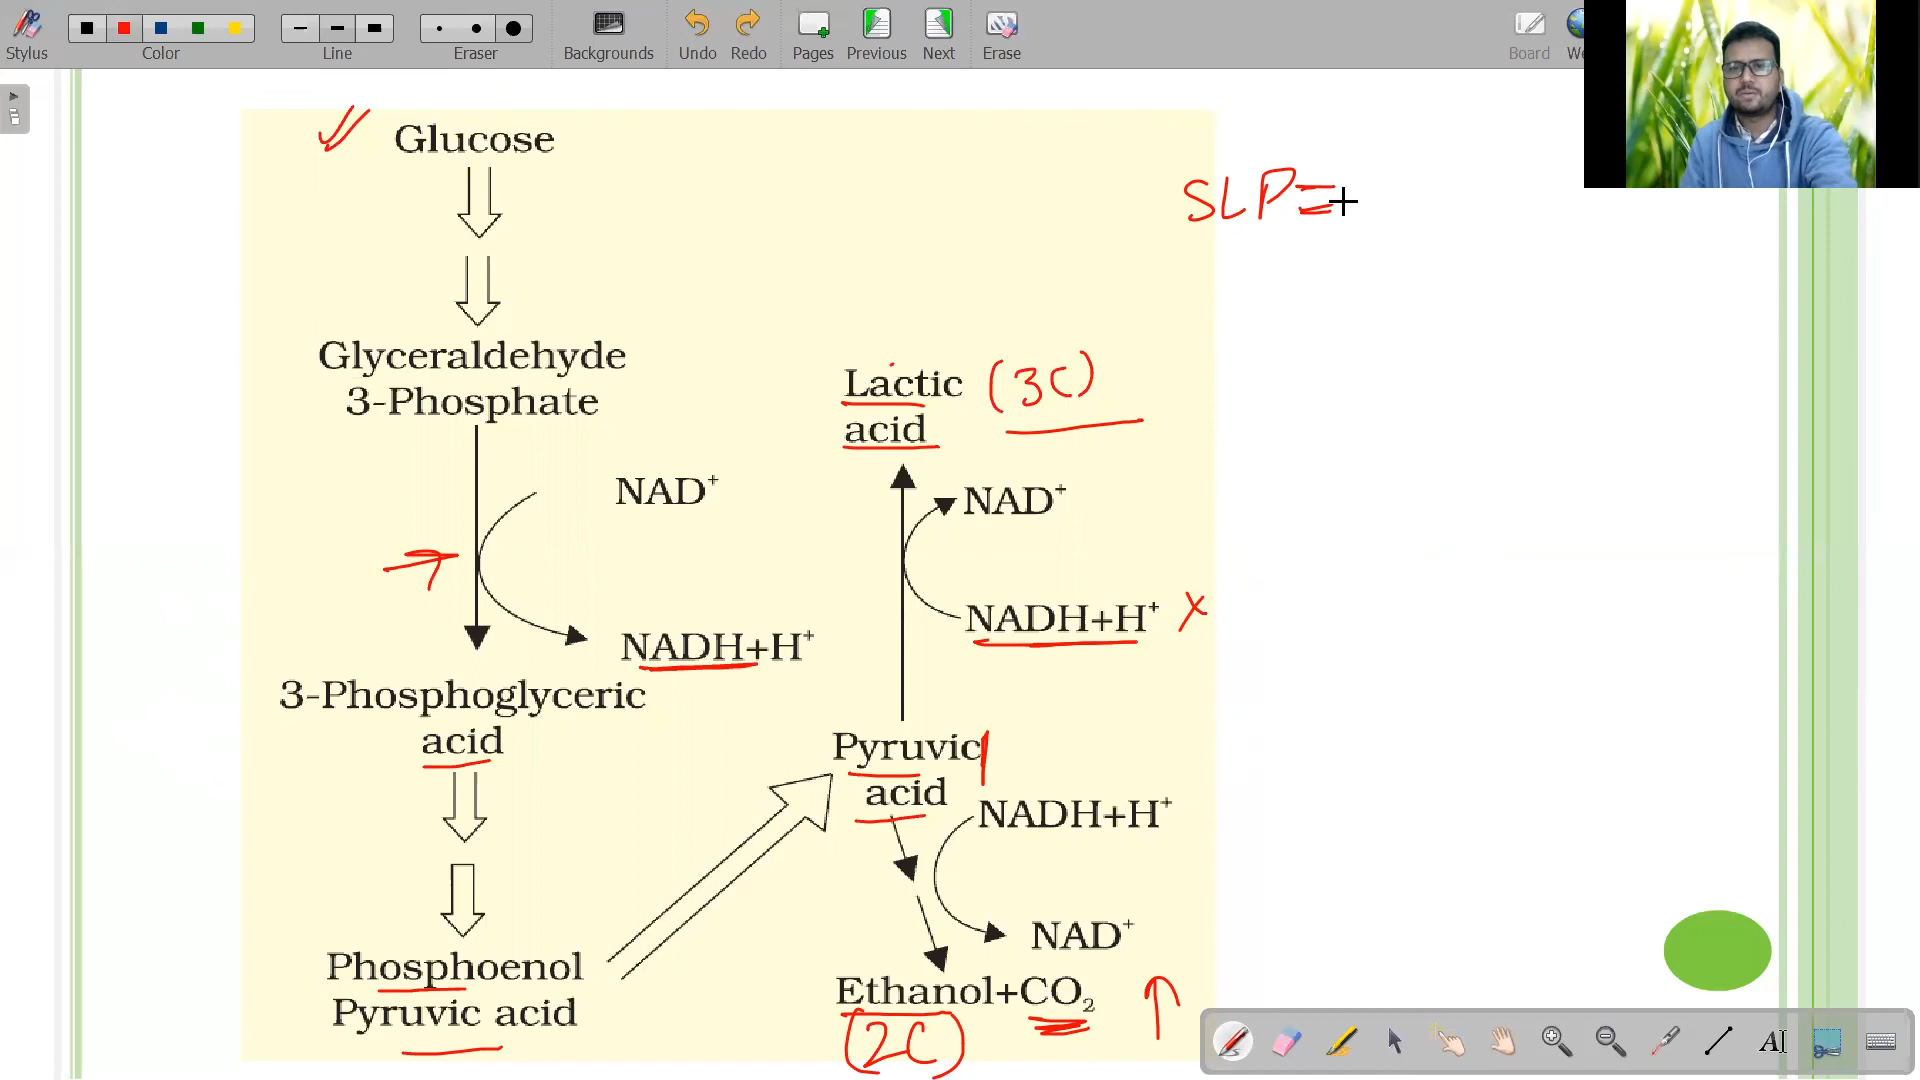 Stylus
Color
Line
Eraser
Backgrounds
Undo
Redo
Pages
Previous
Next
Erase
Board
Glucose
SLP=
Glyceraldehyde
3-Phosphate
Lactic (3C)
acid
NAD⁺
NAD⁺
NADH+H⁺ x
NADH+H⁺
3-Phosphoglyceric
acid
Pyruvic
acid
NADH+H⁺
NAD⁺
Phosphoenol
Pyruvic acid
Ethanol+CO₂
(2C)